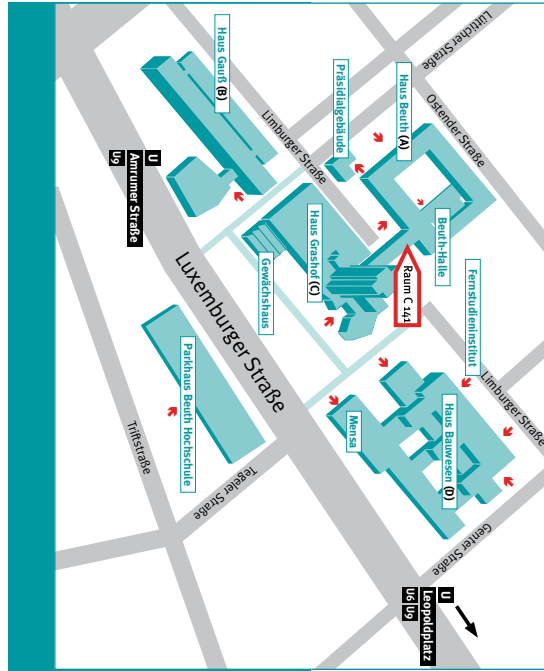 Lütticher Straße
Ostender Straße
Haus Beuth (A)
Präsidialgebäude
Limburger Straße
Haus Gauß (B)
Beuth-Halle
Raum C 141
Fernstudieninstitut
Limburger Straße
Haus Grashof (C)
Gewächshaus
U
Amrumer Straße
U9
Luxemburger Straße
Haus Bauwesen (D)
Mensa
Genter Straße
Parkhaus Beuth Hochschule
Tegeler Straße
Triftstraße
U
Leopoldplatz
U6 U9